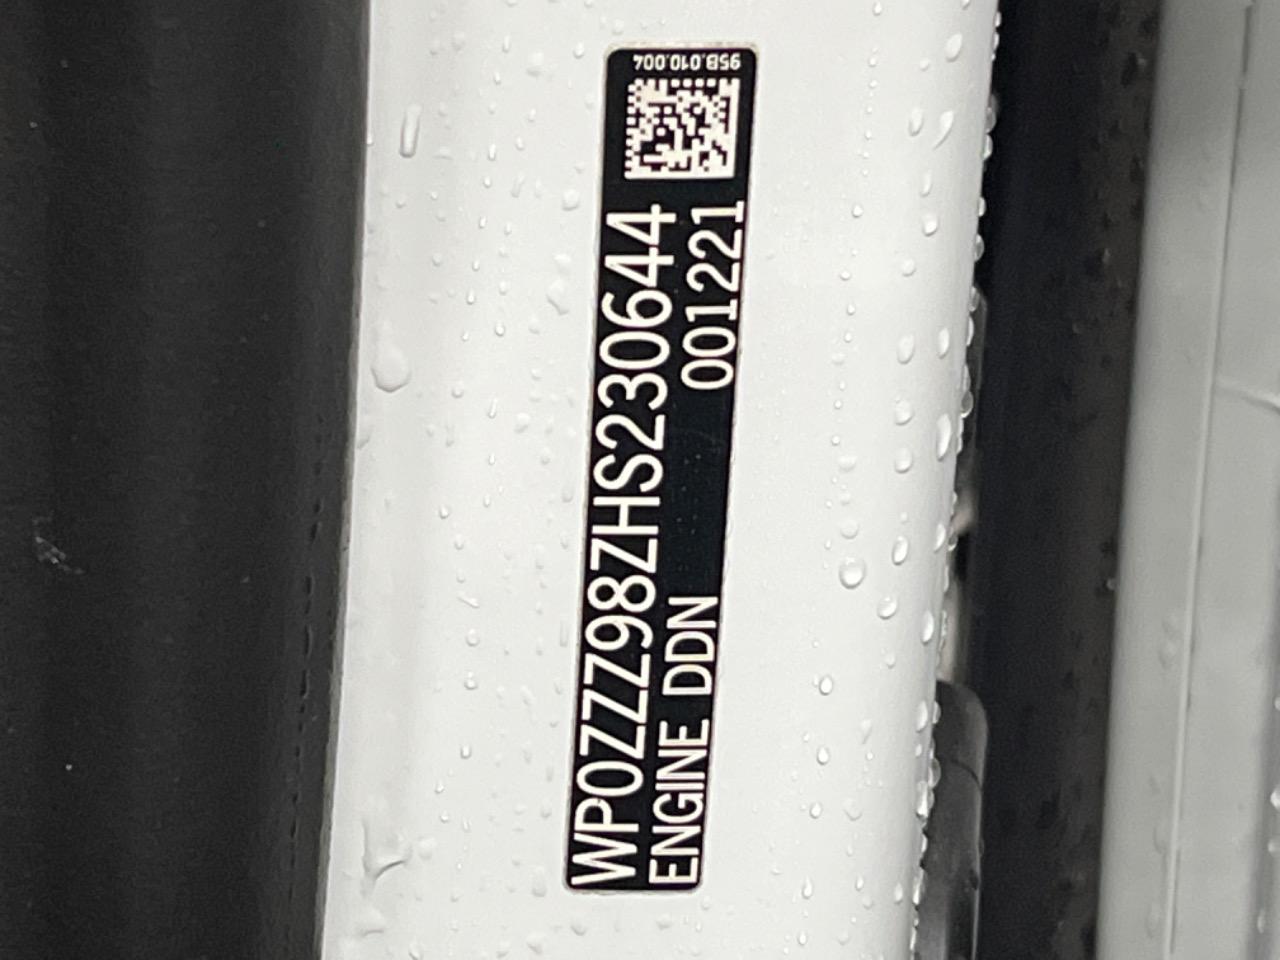 WP0ZZZ98ZHS230644
ENGINE DDN 001221
95B.010.004